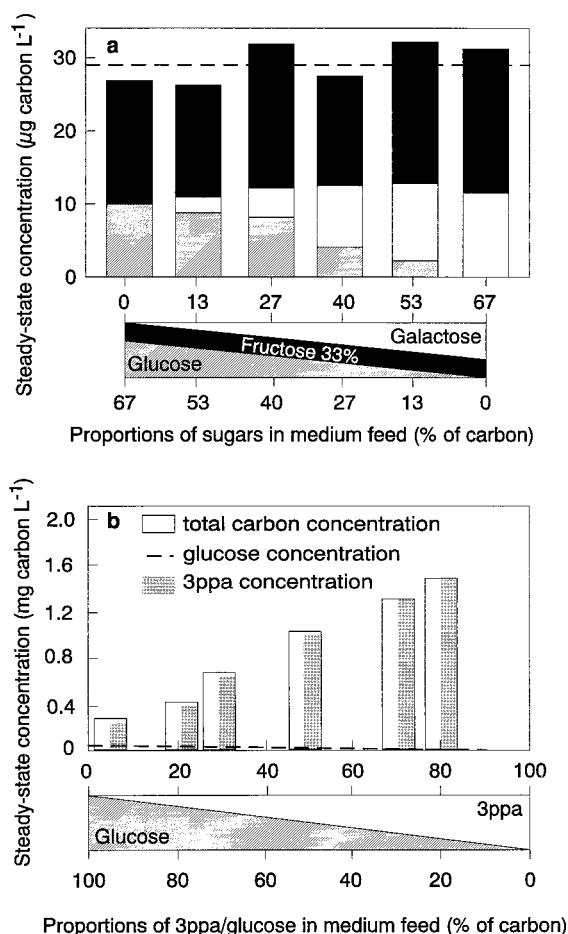 a
Steady-state concentration (µg carbon L-1)
30
20
10
0
0 13 27 40 53 67
Galactose
Fructose 33%
Glucose
67 53 40 27 13 0
Proportions of sugars in medium feed (% of carbon)
b
Steady-state concentration (mg carbon L-1)
2.0
1.6
1.2
0.8
0.4
0
total carbon concentration
glucose concentration
3ppa concentration
0 20 40 60 80 100
3ppa
Glucose
100 80 60 40 20 0
Proportions of 3ppa/glucose in medium feed (% of carbon)